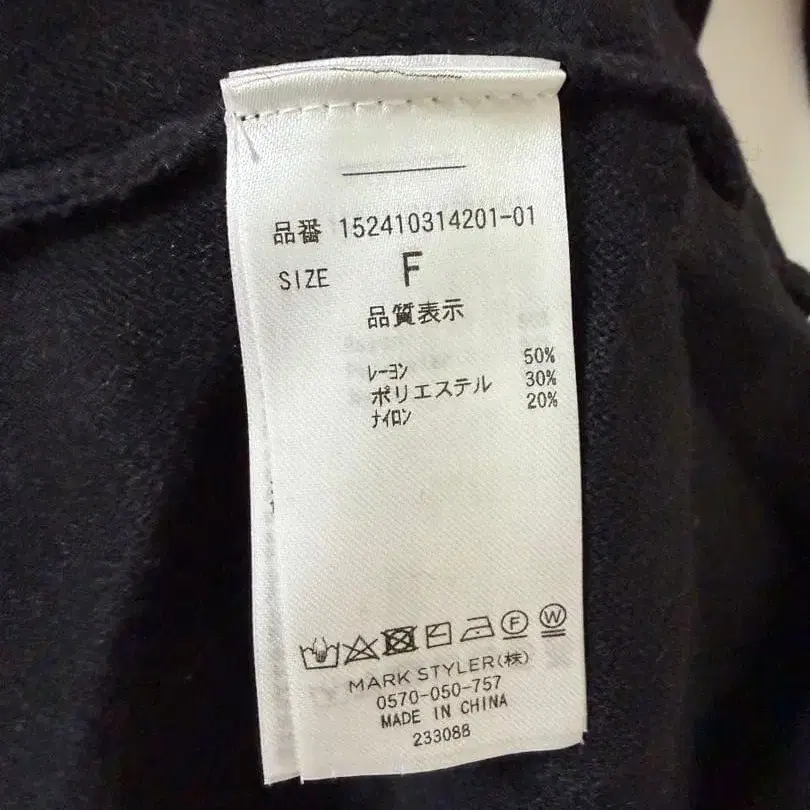 品番 152410314201-01
SIZE F
品質表示
レーヨン 50%
ポリエステル 30%
ナイロン 20%
F W
MARK STYLER(株)
0570-050-757
MADE IN CHINA
233088